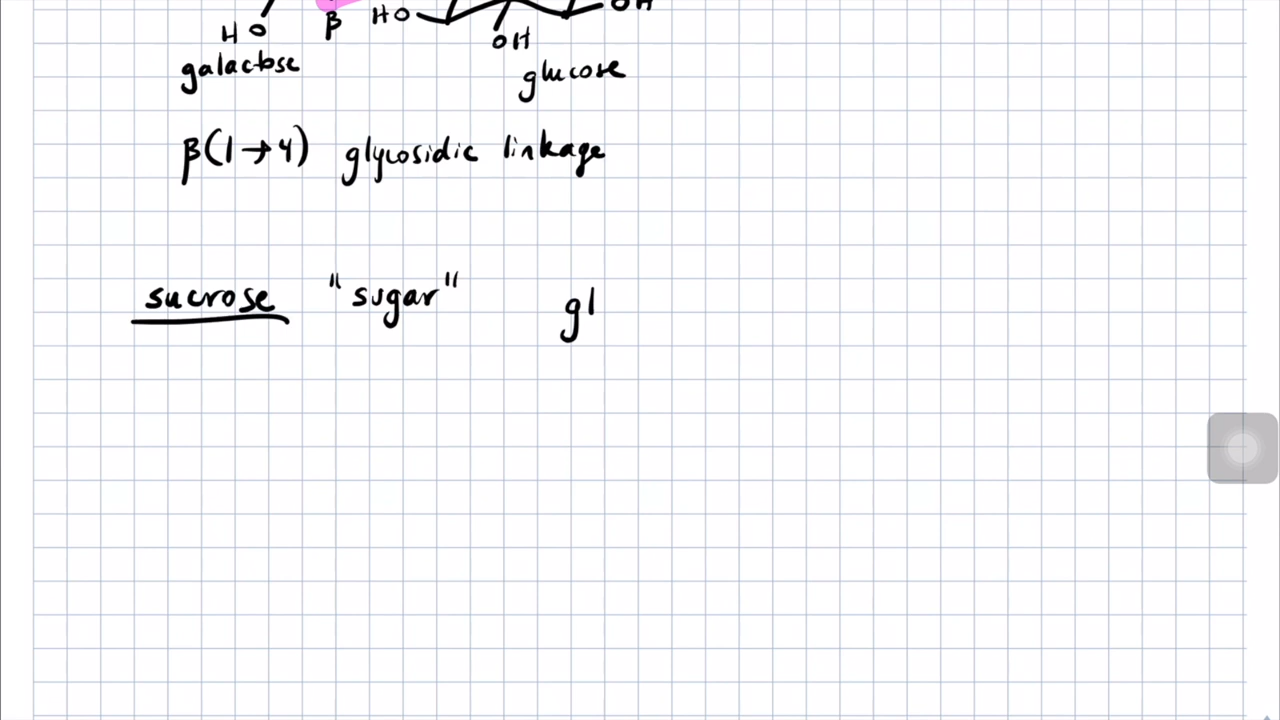 HO β HO OH
OH
galactose glucose
β(1→4) glycosidic linkage
sucrose "sugar" gl